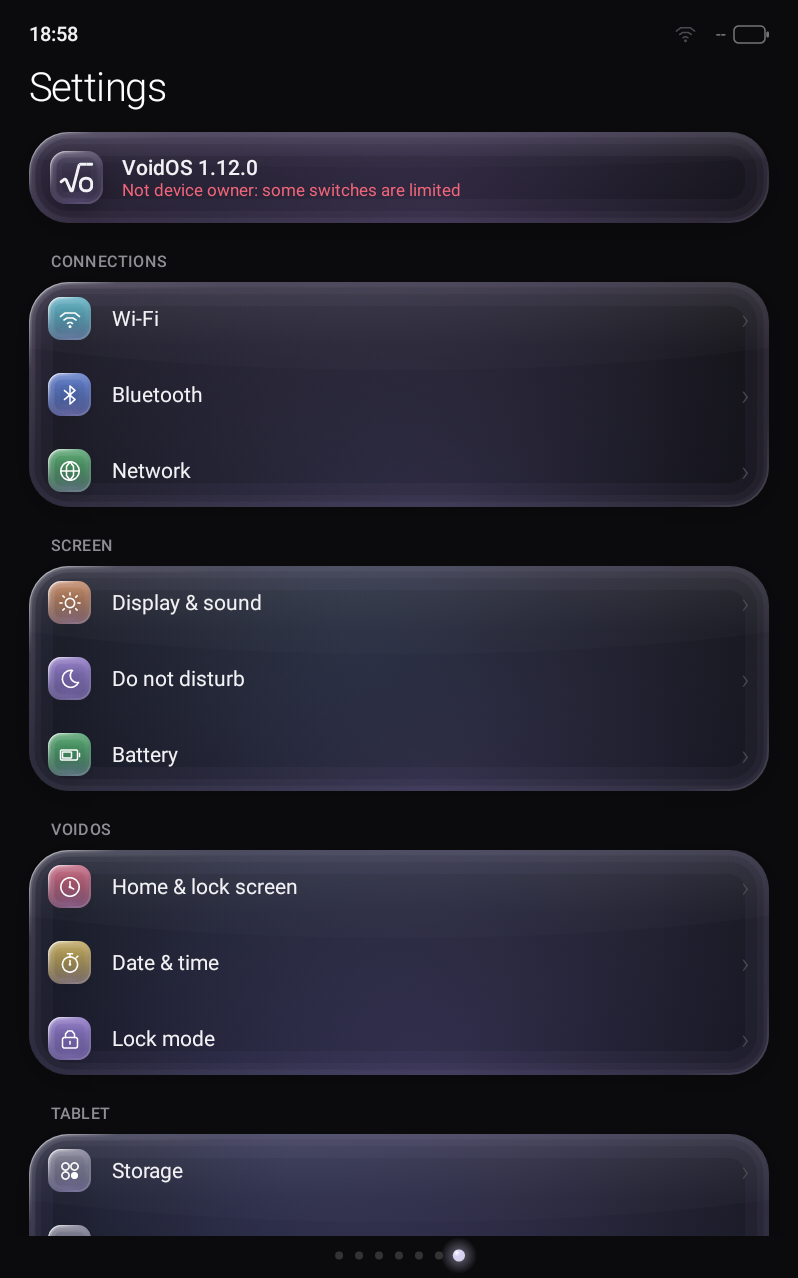 18:58
--
Settings
VoidOS 1.12.0
Not device owner: some switches are limited
CONNECTIONS
Wi-Fi
Bluetooth
Network
SCREEN
Display & sound
Do not disturb
Battery
VOIDOS
Home & lock screen
Date & time
Lock mode
TABLET
Storage